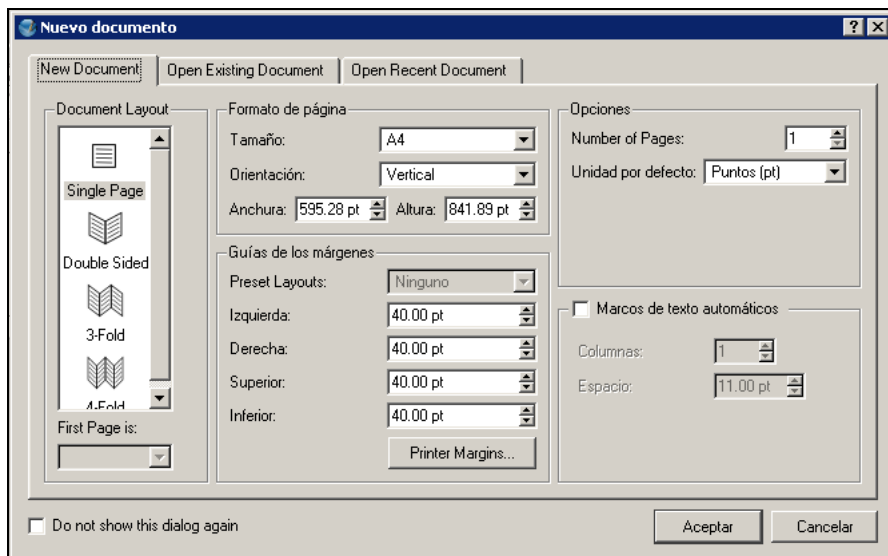 Nuevo documento
New Document
Open Existing Document
Open Recent Document
Document Layout
Single Page
Double Sided
3-Fold
4-Fold
First Page is:
Formato de página
Tamaño: A4
Orientación: Vertical
Anchura: 595.28 pt Altura: 841.89 pt
Guías de los márgenes
Preset Layouts: Ninguno
Izquierda: 40.00 pt
Derecha: 40.00 pt
Superior: 40.00 pt
Inferior: 40.00 pt
Printer Margins...
Opciones
Number of Pages: 1
Unidad por defecto: Puntos (pt)
Marcos de texto automáticos
Columnas: 1
Espacio: 11.00 pt
Do not show this dialog again
Aceptar
Cancelar